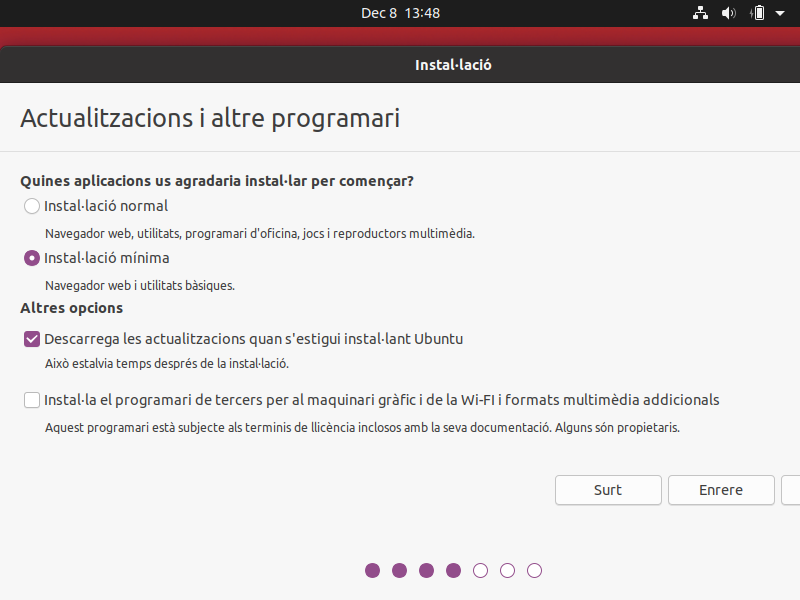 Dec 8 13:48
Instal·lació
Actualitzacions i altre programari
Quines aplicacions us agradaria instal·lar per començar?
Instal·lació normal
Navegador web, utilitats, programari d'oficina, jocs i reproductors multimèdia.
Instal·lació mínima
Navegador web i utilitats bàsiques.
Altres opcions
Descarrega les actualitzacions quan s'estigui instal·lant Ubuntu
Això estalvia temps després de la instal·lació.
Instal·la el programari de tercers per al maquinari gràfic i de la Wi-FI i formats multimèdia addicionals
Aquest programari està subjecte als terminis de llicència inclosos amb la seva documentació. Alguns són propietaris.
Surt
Enrere